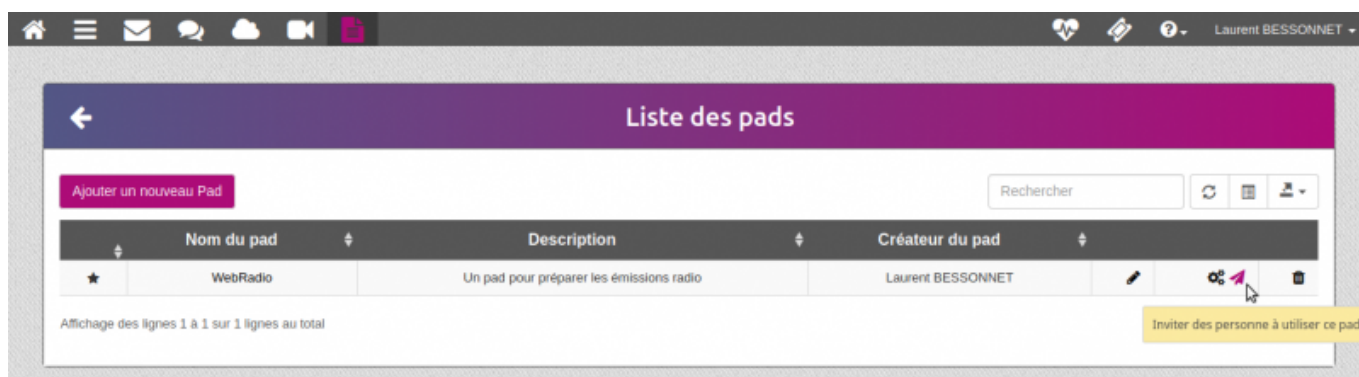 Laurent BESSONNET
Liste des pads
Ajouter un nouveau Pad
Rechercher
Nom du pad Description Créateur du pad
WebRadio Un pad pour préparer les émissions radio Laurent BESSONNET
Affichage des lignes 1 à 1 sur 1 lignes au total
Inviter des personne à utiliser ce pad